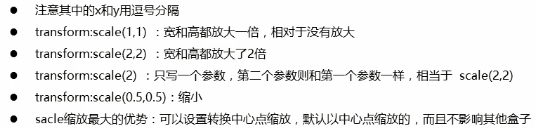 ● 注意其中的x和y用逗号分隔
● transform:scale(1,1) ：宽和高都放大一倍，相对于没有放大
● transform:scale(2,2) ：宽和高都放大了2倍
● transform:scale(2) ：只写一个参数，第二个参数则和第一个参数一样，相当于 scale(2,2)
● transform:scale(0.5,0.5)：缩小
● sacle缩放最大的优势：可以设置转换中心点缩放，默认以中心点缩放的，而且不影响其他盒子